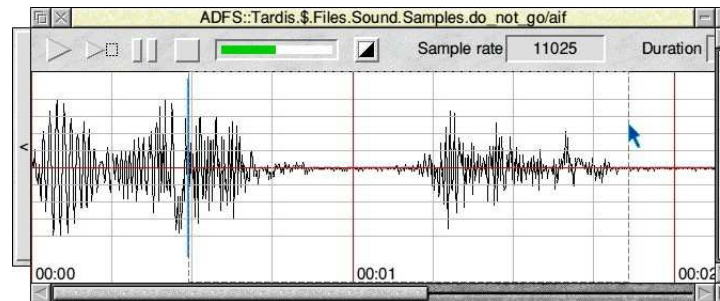 ADFS::Tardis.$.Files.Sound.Samples.do_not_go/aif
Sample rate 11025 Duration
<
00:00 00:01 00:02